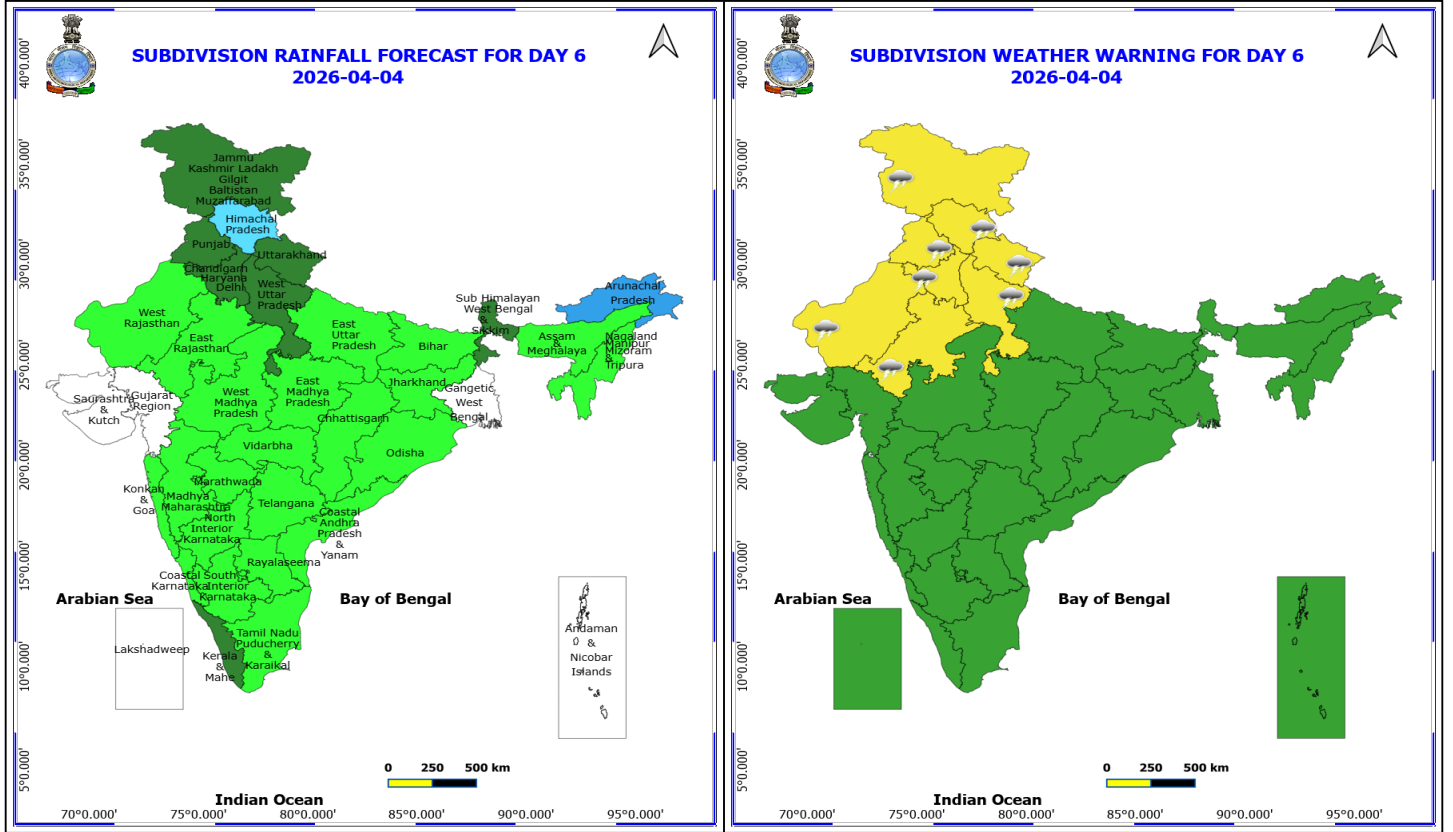 SUBDIVISION RAINFALL FORECAST FOR DAY 6
2026-04-04
40°0.000'
35°0.000'
30°0.000'
25°0.000'
20°0.000'
15°0.000'
10°0.000'
5°0.000'
Jammu
Kashmir Ladakh
Gilgit
Baltistan
Muzaffarabad
Himachal
Pradesh
Punjab
Uttarakhand
Chandigarh
Haryana
Delhi
West
Uttar
Pradesh
West
Rajasthan
East
Rajasthan
East
Uttar
Pradesh
Bihar
Sub Himalayan
West Bengal
&
Sikkim
Arunachal
Pradesh
Assam
&
Meghalaya
Nagaland
Manipur
Mizoram
&
Tripura
Saurashtra
&
Kutch
Gujarat
Region
West
Madhya
Pradesh
East
Madhya
Pradesh
Jharkhand
Gangetic
West
Bengal
Chhattisgarh
Vidarbha
Odisha
Konkan
&
Goa
Madhya
Maharashtra
Marathwada
Telangana
North
Interior
Karnataka
Coastal
Andhra
Pradesh
&
Yanam
Rayalaseema
Coastal
Karnataka
South
Interior
Karnataka
Tamil Nadu
Puducherry
&
Karaikal
Kerala
&
Mahe
Lakshadweep
Andaman
&
Nicobar
Islands
Arabian Sea
Bay of Bengal
Indian Ocean
0 250 500 km
70°0.000' 75°0.000' 80°0.000' 85°0.000' 90°0.000' 95°0.000'
SUBDIVISION WEATHER WARNING FOR DAY 6
2026-04-04
40°0.000'
35°0.000'
30°0.000'
25°0.000'
20°0.000'
15°0.000'
10°0.000'
5°0.000'
Arabian Sea
Bay of Bengal
Indian Ocean
0 250 500 km
70°0.000' 75°0.000' 80°0.000' 85°0.000' 90°0.000' 95°0.000'